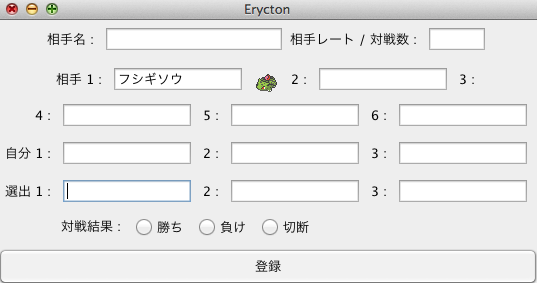 Erycton
相手名： 相手レート / 対戦数：
相手 1： フシギソウ 2： 3：
4： 5： 6：
自分 1： 2： 3：
選出 1： 2： 3：
対戦結果： 勝ち 負け 切断
登録